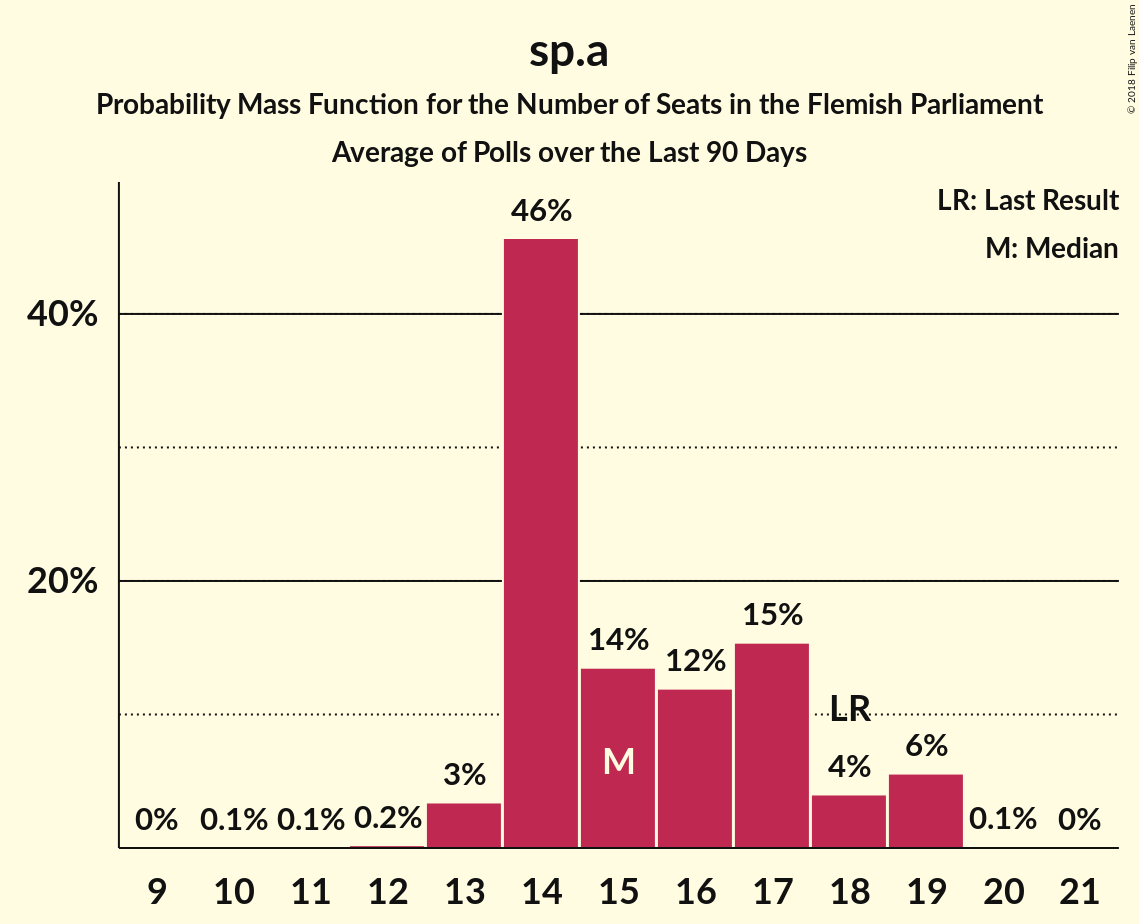 sp.a
Probability Mass Function for the Number of Seats in the Flemish Parliament
Average of Polls over the Last 90 Days
© 2018 Filip van Laenen
LR: Last Result
M: Median
40%
20%
0%
0.1%
0.1%
0.2%
3%
46%
14%
12%
15%
4%
6%
0.1%
0%
M
LR
9 10 11 12 13 14 15 16 17 18 19 20 21